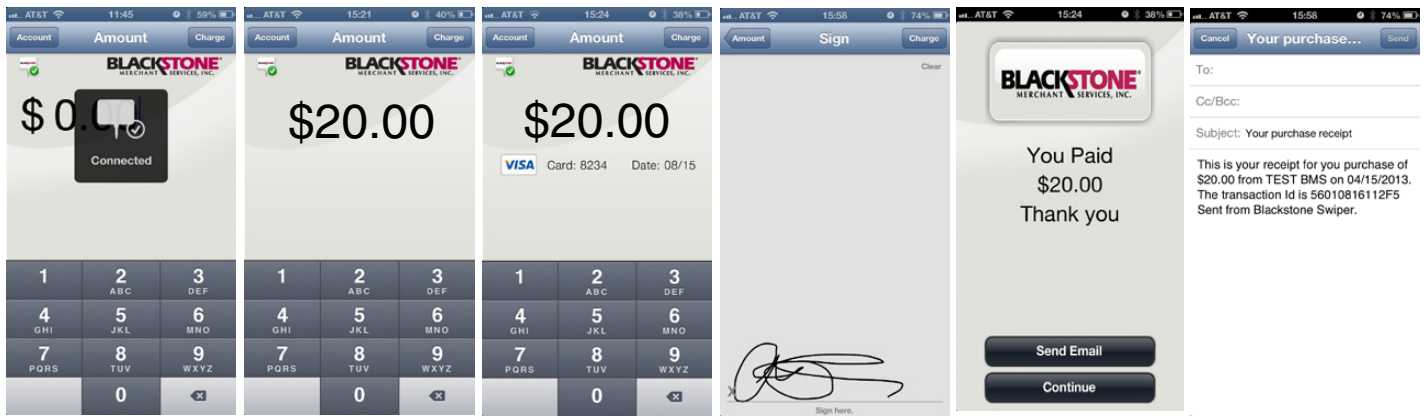 AT&T 11:45 59%
Account Amount Charge
BLACKSTONE
MERCHANT SERVICES, INC.
$ 0.00
Connected
1 2 3
ABC DEF
4 5 6
GHI JKL MNO
7 8 9
PQRS TUV WXYZ
0
AT&T 15:21 40%
Account Amount Charge
BLACKSTONE
MERCHANT SERVICES, INC.
$20.00
1 2 3
ABC DEF
4 5 6
GHI JKL MNO
7 8 9
PQRS TUV WXYZ
0
AT&T 15:24 38%
Account Amount Charge
BLACKSTONE
MERCHANT SERVICES, INC.
$20.00
VISA Card: 8234 Date: 08/15
1 2 3
ABC DEF
4 5 6
GHI JKL MNO
7 8 9
PQRS TUV WXYZ
0
AT&T 15:58 74%
Amount Sign Charge
Clear
X
Sign here.
AT&T 15:24 38%
BLACKSTONE
MERCHANT SERVICES, INC.
You Paid
$20.00
Thank you
Send Email
Continue
AT&T 15:58 74%
Cancel Your purchase... Send
To:
Cc/Bcc:
Subject: Your purchase receipt
This is your receipt for you purchase of
$20.00 from TEST BMS on 04/15/2013.
The transaction Id is 56010816112F5
Sent from Blackstone Swiper.